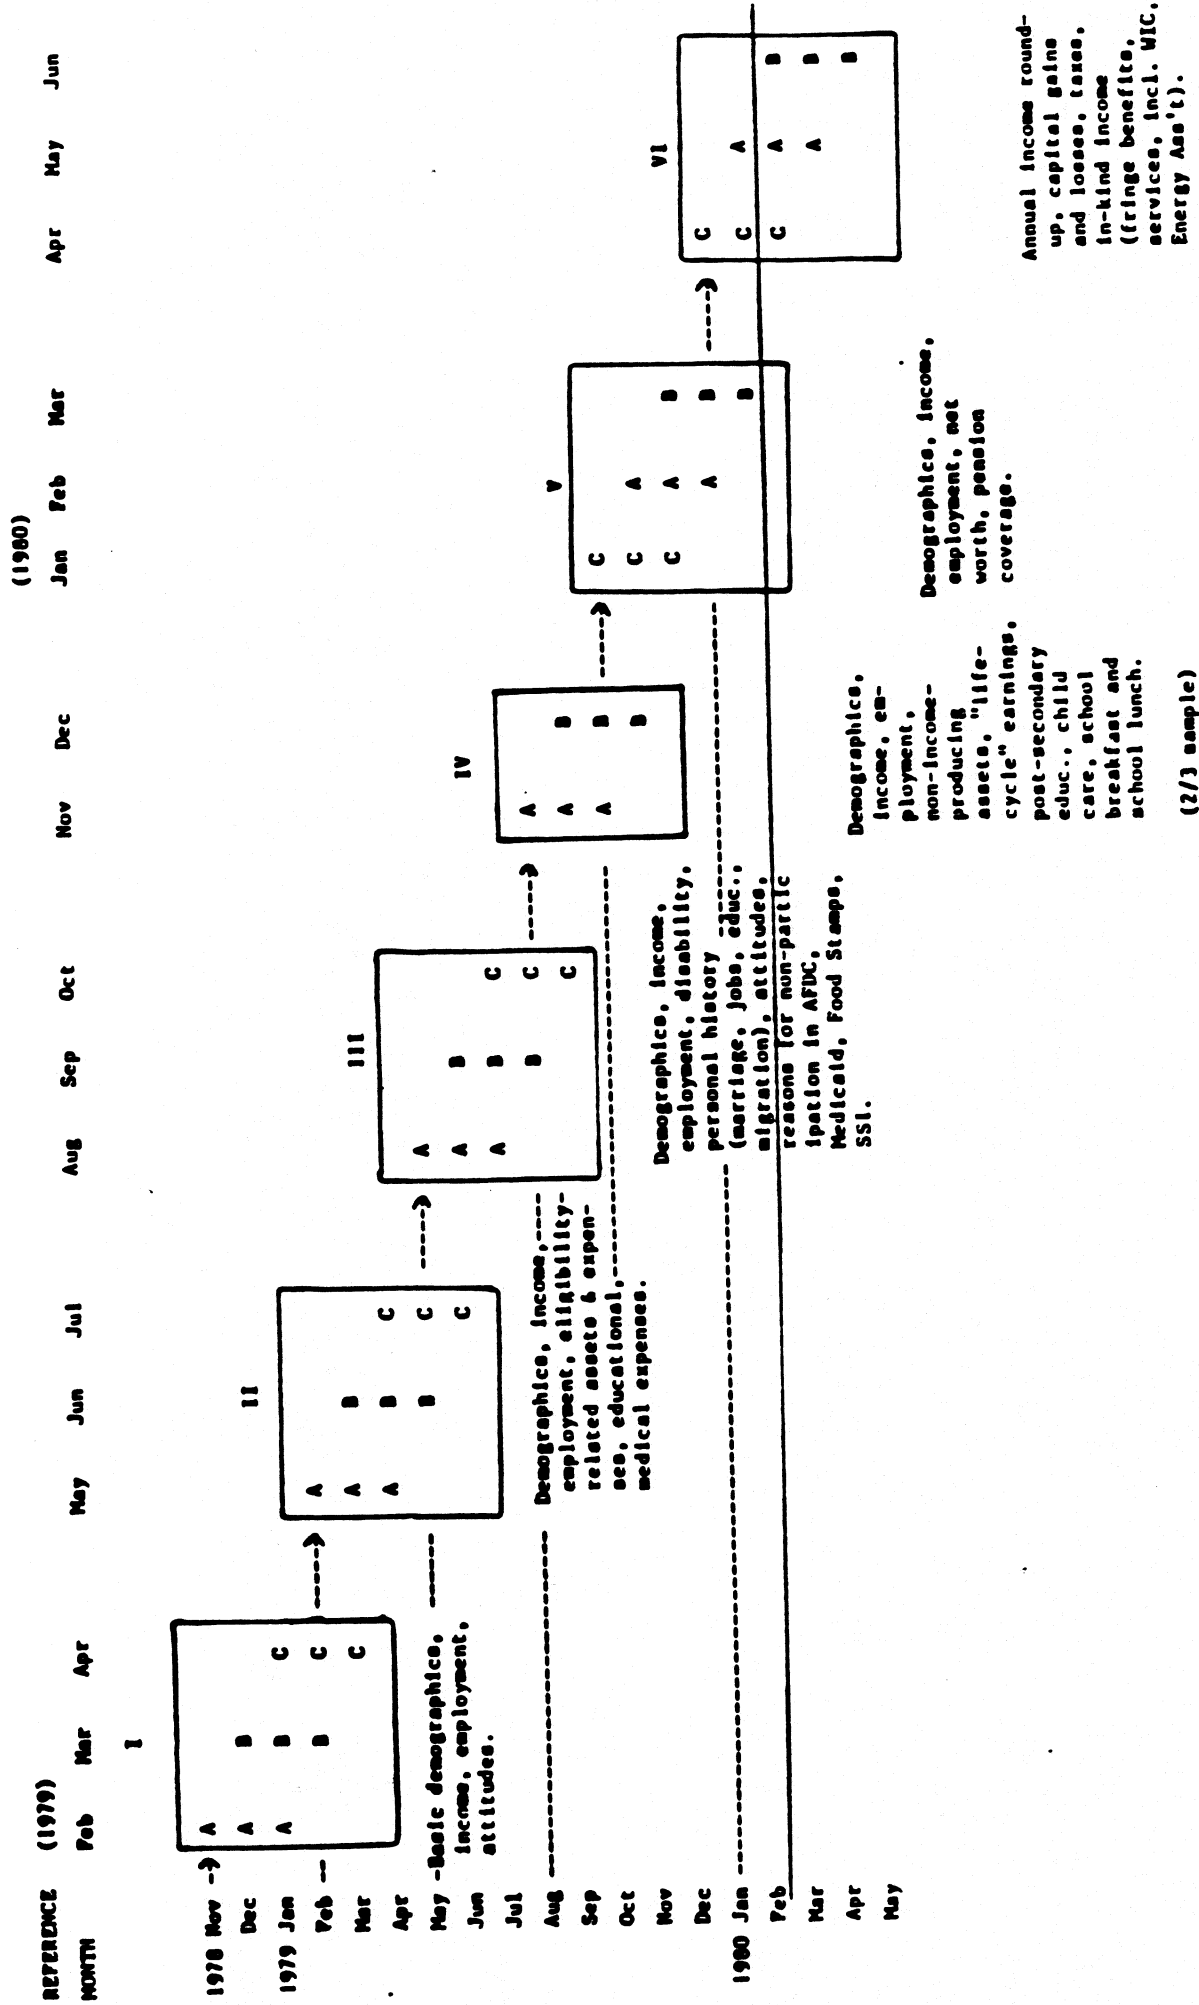 REFERENCE (1979) (1980)
MONTH Feb Mar Apr May Jun Jul Aug Sep Oct Nov Dec Jan Feb Mar Apr May Jun
I
II
III
IV
V
VI
1978 Nov
Dec
1979 Jan
Feb
Mar
Apr
May
Jun
Jul
Aug
Sep
Oct
Nov
Dec
1980 Jan
Feb
Mar
Apr
May
A B C
A B C
A B C
A B C
A B C
A B C
A B C
A B C
A B C
A B
A B
A B
C A B
C A B
C A B
C A B
C A B
C A B
Basic demographics,
income, employment,
attitudes.
Demographics, income,
employment, eligibility-
related assets & expen-
ses, educational,
medical expenses.
Demographics, income,
employment, disability,
personal history
(marriage, jobs, educ.,
migration), attitudes,
reasons for non-partic
ipation in AFDC,
Medicaid, Food Stamps,
SSI.
Demographics,
income, em-
ployment,
non-income-
producing
assets, "life-
cycle" earnings,
post-secondary
educ., child
care, school
breakfast and
school lunch.
(2/3 sample)
Demographics, income,
employment, net
worth, pension
coverage.
Annual income round-
up, capital gains
and losses, taxes,
in-kind income
(fringe benefits,
services, incl. WIC,
Energy Ass't).